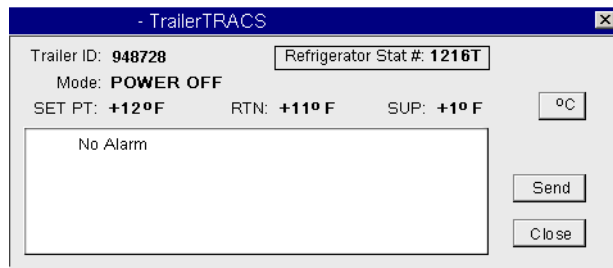 - TrailerTRACS
Trailer ID: 948728 Refrigerator Stat #: 1216T
Mode: POWER OFF
SET PT: +12º F RTN: +11º F SUP: +1º F
ºC
No Alarm
Send
Close